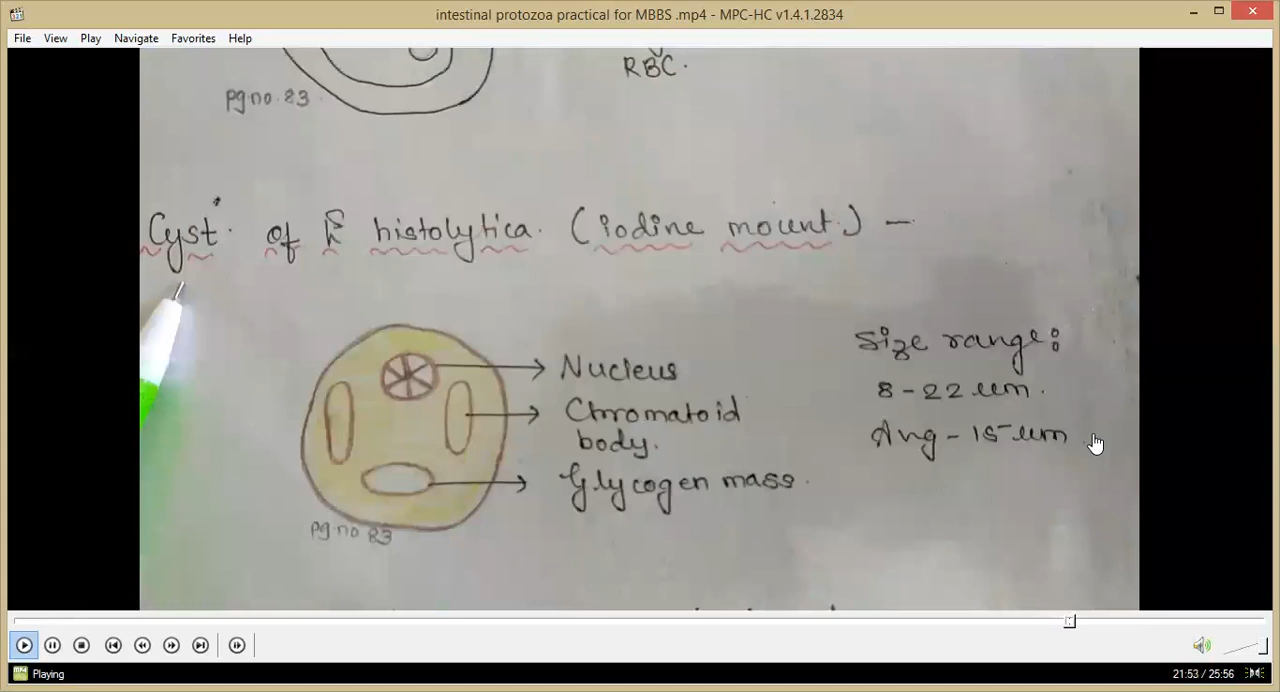 intestinal protozoa practical for MBBS .mp4 - MPC-HC v1.4.1.2834
File View Play Navigate Favorites Help
RBC.
pg no. 83
Cyst of E histolytica. (iodine mount.) -
Nucleus
Chromatoid
body.
Glycogen mass.
Size range:
8-22 um.
Avg - 15 um
pg. no 83
Playing
21:53 / 25:56